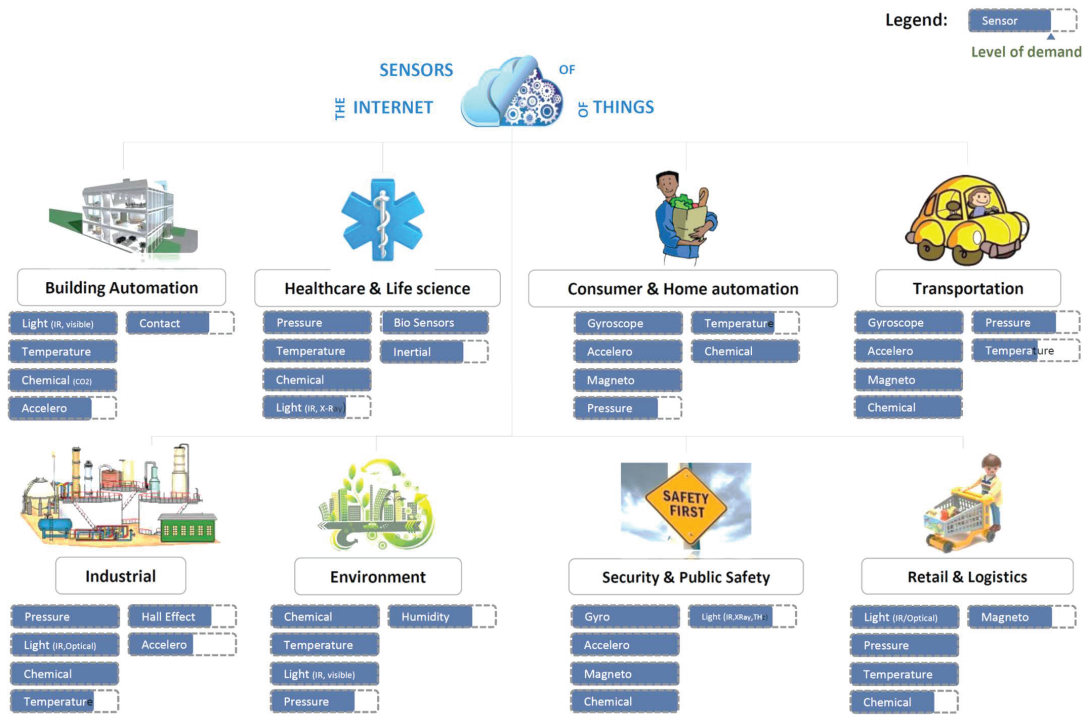 Legend:
Sensor
Level of demand
SENSORS OF
THE INTERNET OF THINGS
Building Automation
Light (IR, visible)
Contact
Temperature
Chemical (CO2)
Accelero
Healthcare & Life science
Pressure
Bio Sensors
Temperature
Inertial
Chemical
Light (IR, X-Ray)
Consumer & Home automation
Gyroscope
Temperature
Accelero
Chemical
Magneto
Pressure
Transportation
Gyroscope
Pressure
Accelero
Temperature
Magneto
Chemical
Industrial
Pressure
Hall Effect
Light (IR,Optical)
Accelero
Chemical
Temperature
Environment
Chemical
Humidity
Temperature
Light (IR, visible)
Pressure
SAFETY
FIRST
Security & Public Safety
Gyro
Light (IR,XRay,THz)
Accelero
Magneto
Chemical
Retail & Logistics
Light (IR/Optical)
Magneto
Pressure
Temperature
Chemical